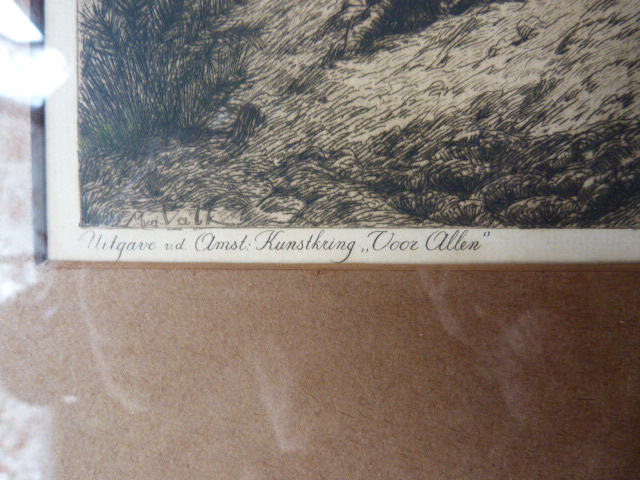 M.w.v.d.Valk
Uitgave v.d. Amst: Kunstkring „Voor Allen"